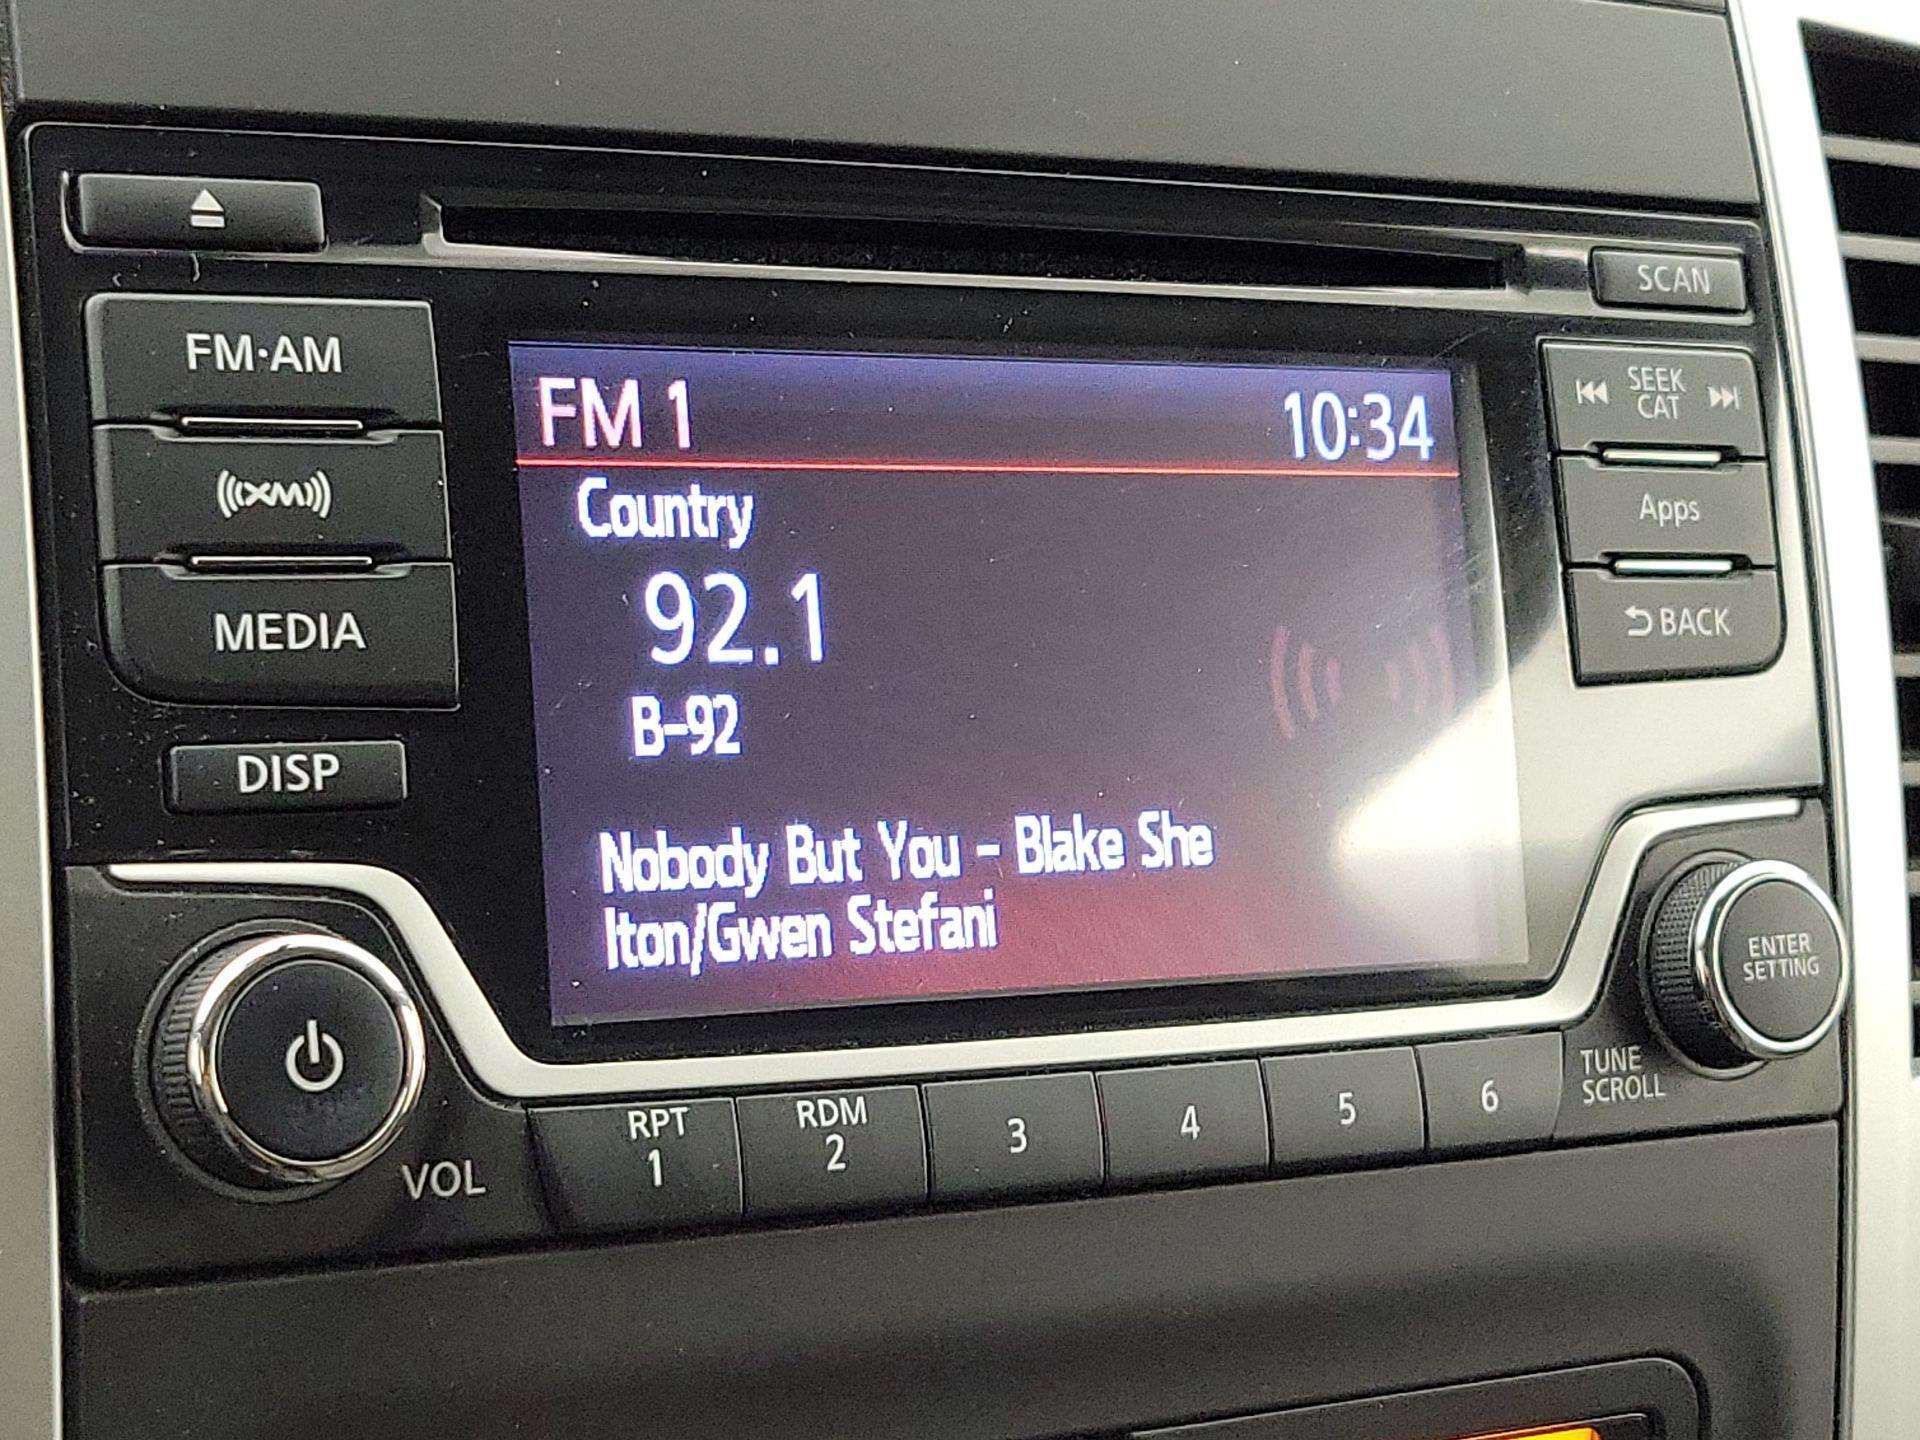 SCAN
FM·AM
FM 1 10:34
SEEK
CAT
Country
XM
Apps
92.1
MEDIA
BACK
B-92
DISP
Nobody But You - Blake She
lton/Gwen Stefani
ENTER
SETTING
TUNE
SCROLL
VOL
RPT
1
RDM
2
3
4
5
6